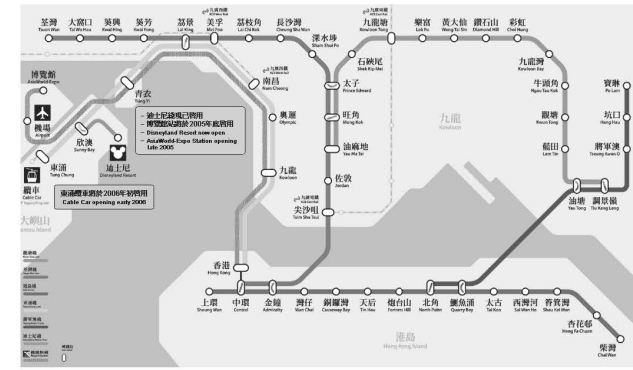 荃灣
Tsuen Wan
大窩口
Tai Wo Hau
葵興
Kwai Hing
葵芳
Kwai Fong
荔景
Lai King
美孚
Mei Foo
荔枝角
Lai Chi Kok
長沙灣
Cheung Sha Wan
深水埗
Sham Shui Po
九龍塘
Kowloon Tong
樂富
Lok Fu
黃大仙
Wong Tai Sin
鑽石山
Diamond Hill
彩虹
Choi Hung
石硤尾
Shek Kip Mei
九龍灣
Kowloon Bay
博覽館
AsiaWorld-Expo
青衣
Tsing Yi
南昌
Nam Cheong
太子
Prince Edward
牛頭角
Ngau Tau Kok
寶琳
Po Lam
機場
Airport
– 迪士尼綫現已啓用
– 博覽館站將於2005年底啓用
– Disneyland Resort now open
– AsiaWorld-Expo Station opening
late 2005
奧運
Olympic
旺角
Mong Kok
九龍
Kowloon
觀塘
Kwun Tong
坑口
Hang Hau
欣澳
Sunny Bay
迪士尼
Disneyland Resort
油麻地
Yau Ma Tei
藍田
Lam Tin
將軍澳
Tseung Kwan O
東涌
Tung Chung
纜車
Cable Car
九龍
Kowloon
佐敦
Jordan
東涌纜車將於2006年初啓用
Cable Car opening early 2006
尖沙咀
Tsim Sha Tsui
油塘
Yau Tong
調景嶺
Tiu Keng Leng
大嶼山
Lantau Island
香港
Hong Kong
上環
Sheung Wan
中環
Central
金鐘
Admiralty
灣仔
Wan Chai
銅鑼灣
Causeway Bay
天后
Tin Hau
炮台山
Fortress Hill
北角
North Point
鰂魚涌
Quarry Bay
太古
Tai Koo
西灣河
Sai Wan Ho
筲箕灣
Shau Kei Wan
杏花邨
Heng Fa Chuen
柴灣
Chai Wan
港島
Hong Kong Island